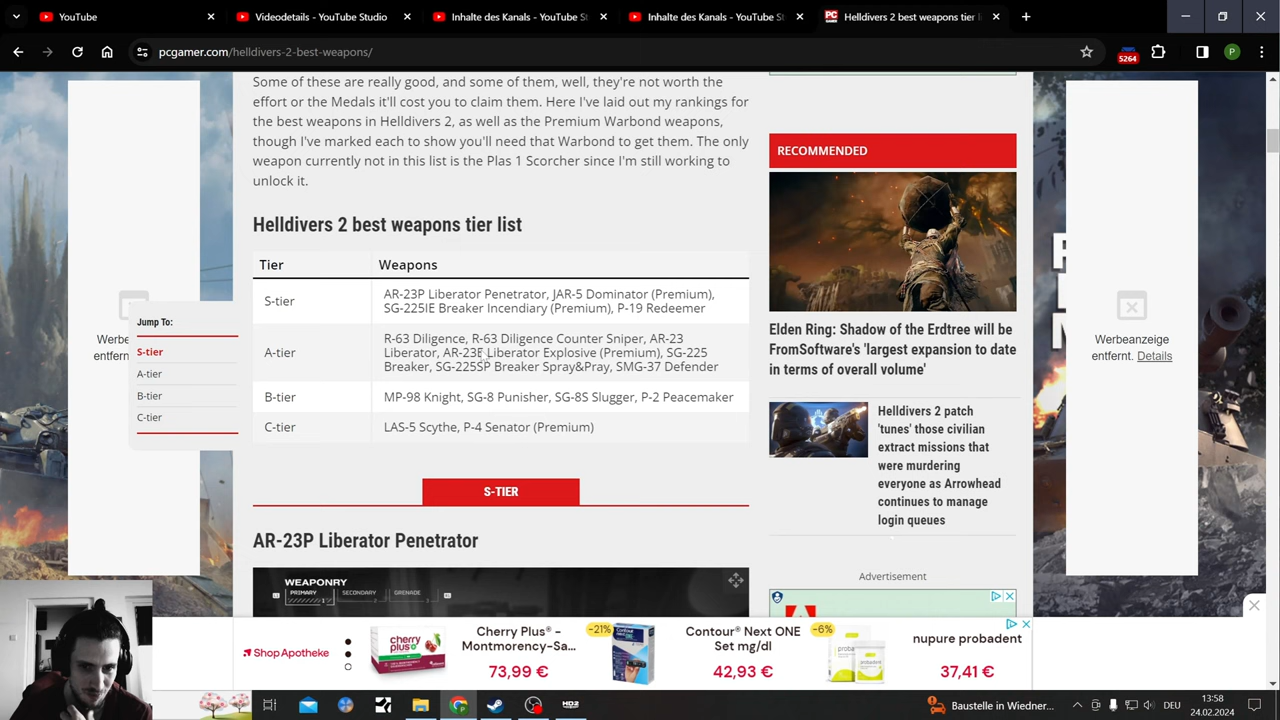 YouTube
Videodetails - YouTube Studio
Inhalte des Kanals - YouTube St
Inhalte des Kanals - YouTube St
Helldivers 2 best weapons tier l
pcgamer.com/helldivers-2-best-weapons/
5264
P
Some of these are really good, and some of them, well, they're not worth the
effort or the Medals it'll cost you to claim them. Here I've laid out my rankings for
the best weapons in Helldivers 2, as well as the Premium Warbond weapons,
though I've marked each to show you'll need that Warbond to get them. The only
weapon currently not in this list is the Plas 1 Scorcher since I'm still working to
unlock it.
Helldivers 2 best weapons tier list
Tier Weapons
S-tier
AR-23P Liberator Penetrator, JAR-5 Dominator (Premium),
SG-225IE Breaker Incendiary (Premium), P-19 Redeemer
A-tier
R-63 Diligence, R-63 Diligence Counter Sniper, AR-23
Liberator, AR-23E Liberator Explosive (Premium), SG-225
Breaker, SG-225SP Breaker Spray&Pray, SMG-37 Defender
B-tier MP-98 Knight, SG-8 Punisher, SG-8S Slugger, P-2 Peacemaker
C-tier LAS-5 Scythe, P-4 Senator (Premium)
S-TIER
AR-23P Liberator Penetrator
WEAPONRY
PRIMARY SECONDARY GRENADE
Jump To:
S-tier
A-tier
B-tier
C-tier
Werbe
entfern
RECOMMENDED
Elden Ring: Shadow of the Erdtree will be
FromSoftware's 'largest expansion to date
in terms of overall volume'
Helldivers 2 patch
'tunes' those civilian
extract missions that
were murdering
everyone as Arrowhead
continues to manage
login queues
Advertisement
Werbeanzeige
entfernt. Details
ShopApotheke
Cherry Plus® -
Montmorency-Sa...
73,99 €
-21%
Contour® Next ONE
Set mg/dl
42,93 %
-6%
nupure probadent
37,41 €
Baustelle in Wiedner...
DEU
13:58
24.02.2024